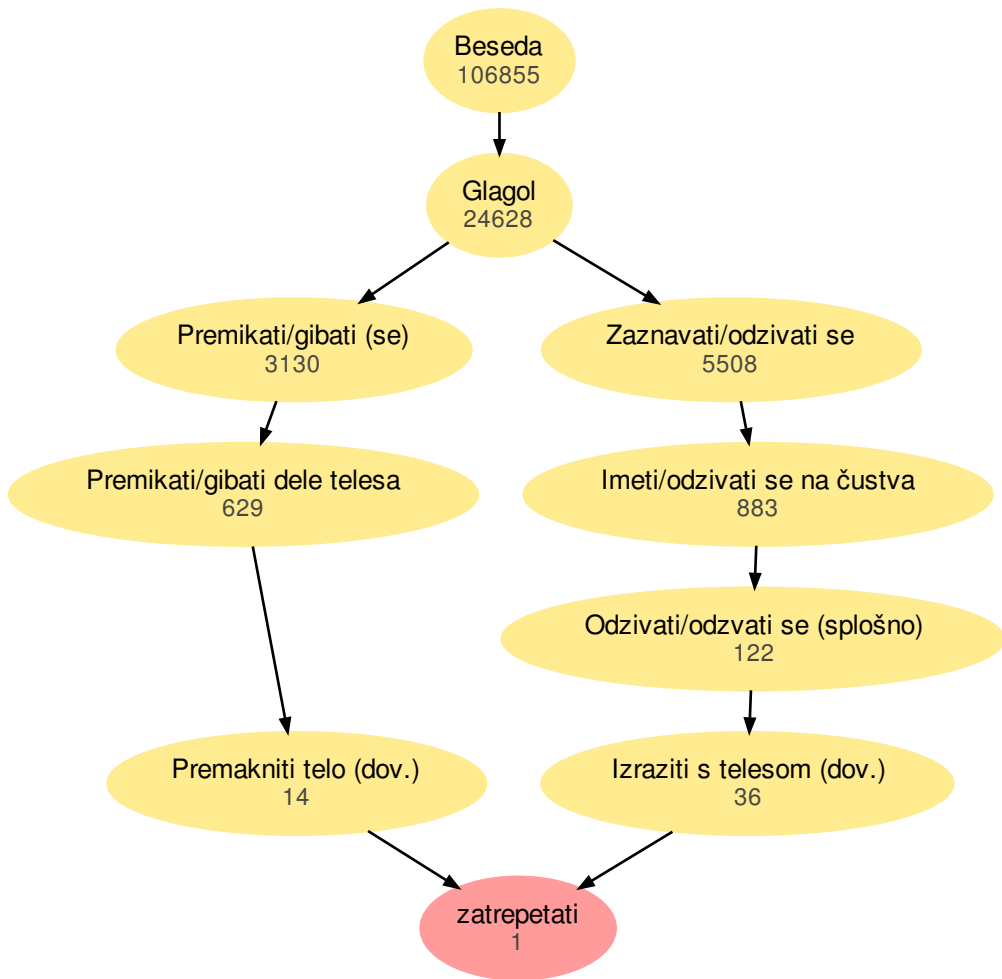 Beseda
106855
Glagol
24628
Premikati/gibati (se)
3130
Zaznavati/odzivati se
5508
Premikati/gibati dele telesa
629
Imeti/odzivati se na čustva
883
Odzivati/odzvati se (splošno)
122
Premakniti telo (dov.)
14
Izraziti s telesom (dov.)
36
zatrepetati
1